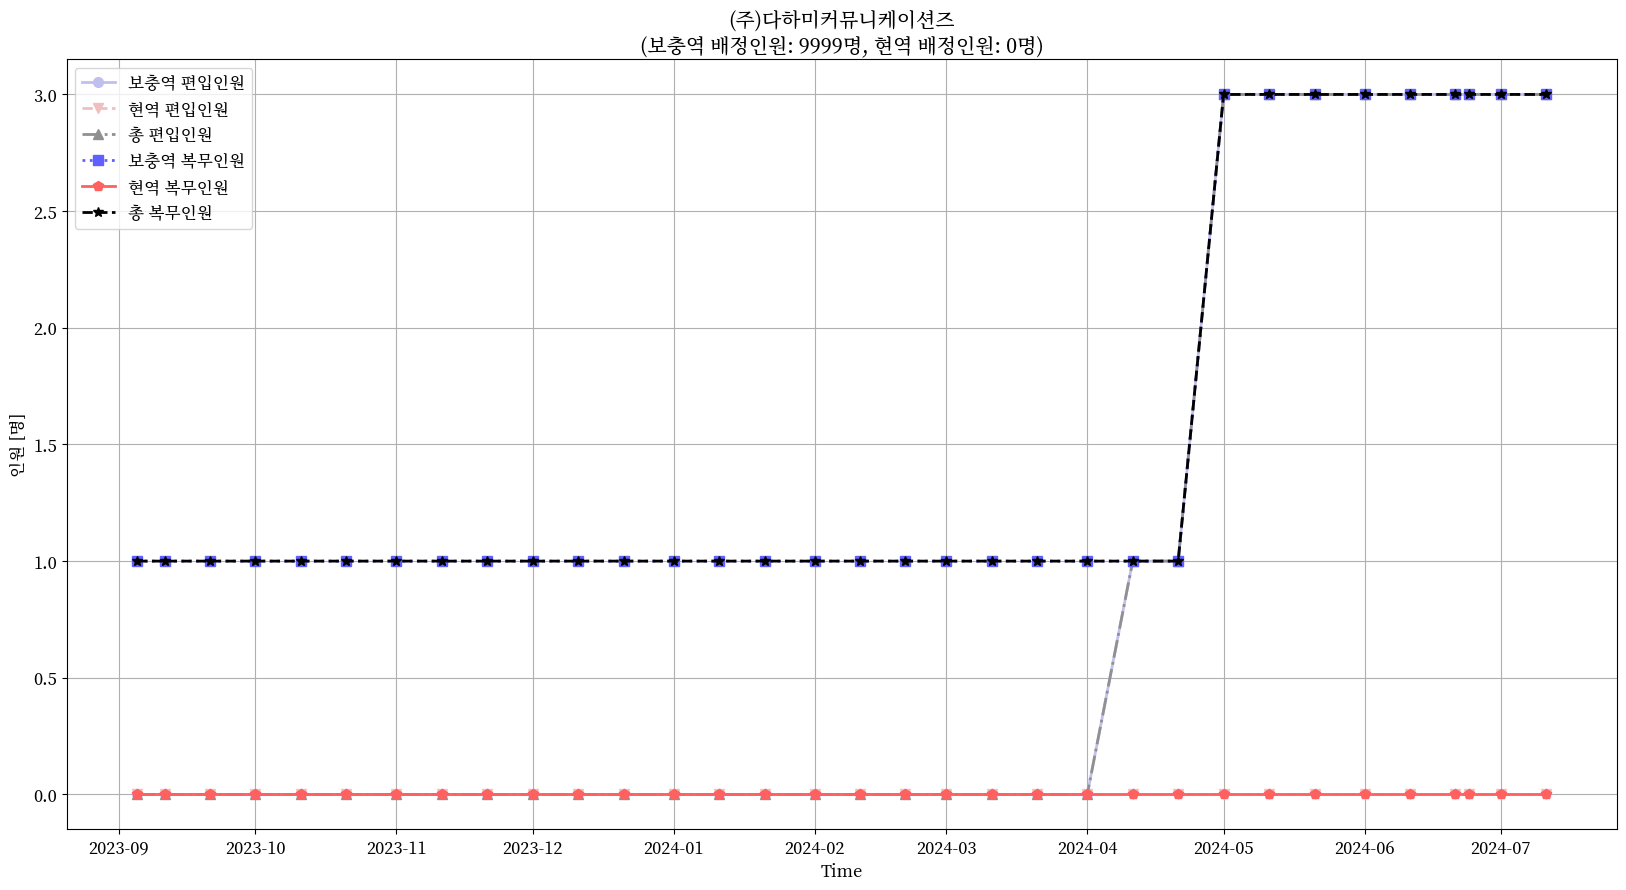 (주)다하미커뮤니케이션즈
(보충역 배정인원: 9999명, 현역 배정인원: 0명)
보충역 편입인원
현역 편입인원
총 편입인원
보충역 복무인원
현역 복무인원
총 복무인원
인원 [명]
3.0
2.5
2.0
1.5
1.0
0.5
0.0
2023-09 2023-10 2023-11 2023-12 2024-01 2024-02 2024-03 2024-04 2024-05 2024-06 2024-07
Time